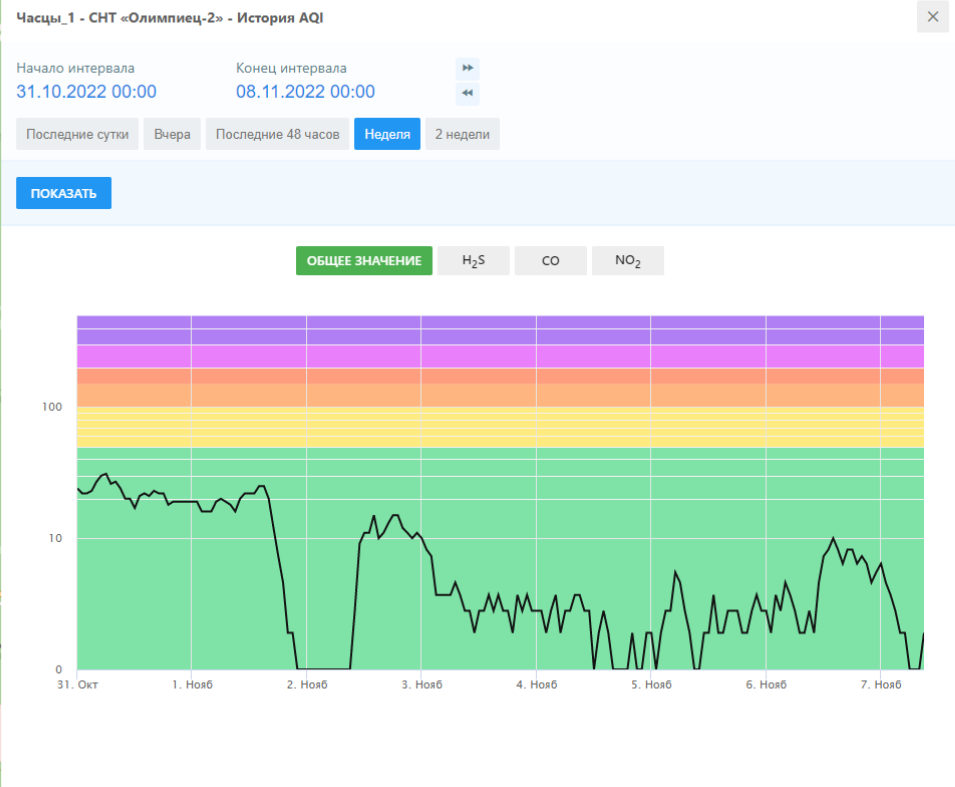 Часцы_1 - СНТ «Олимпиец-2» - История AQI
Начало интервала Конец интервала
31.10.2022 00:00 08.11.2022 00:00
Последние сутки Вчера Последние 48 часов Неделя 2 недели
ПОКАЗАТЬ
ОБЩЕЕ ЗНАЧЕНИЕ H₂S CO NO₂
100
10
0
31. Окт 1. Нояб 2. Нояб 3. Нояб 4. Нояб 5. Нояб 6. Нояб 7. Нояб